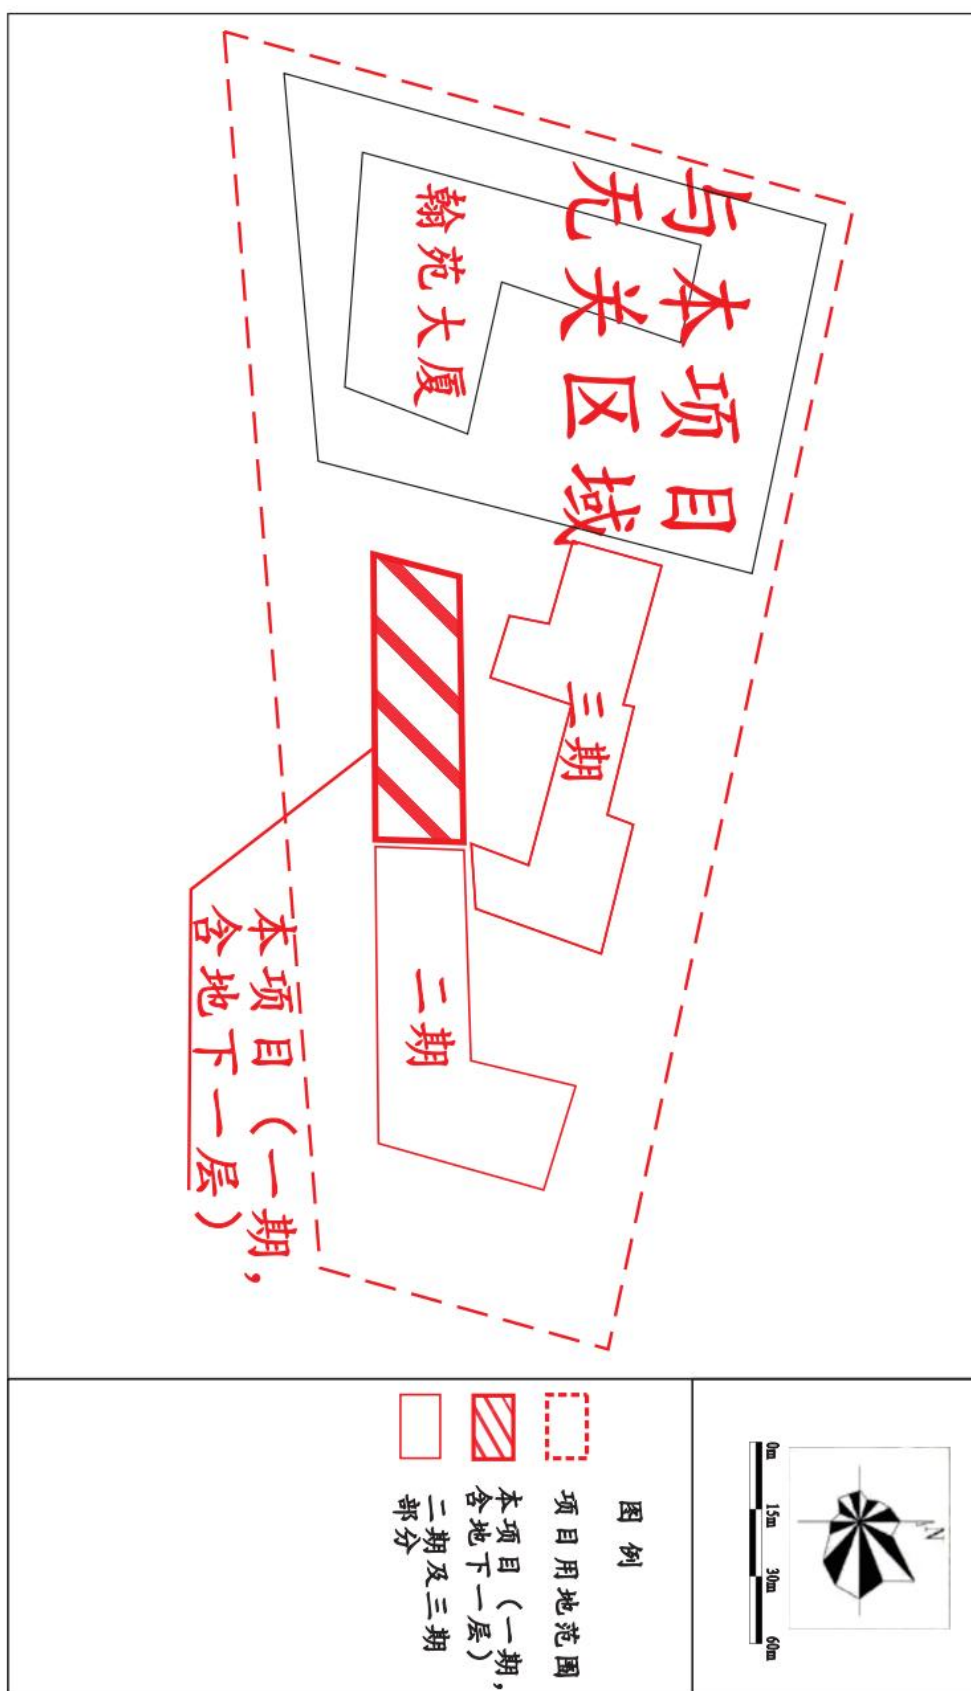 与本项目
无关区域
翰苑大厦
三期
二期
本项目（一期，
含地下一层）
N
0m 15m 30m 60m
图例
项目用地范围
本项目（一期，
含地下一层）
二期及三期
部分